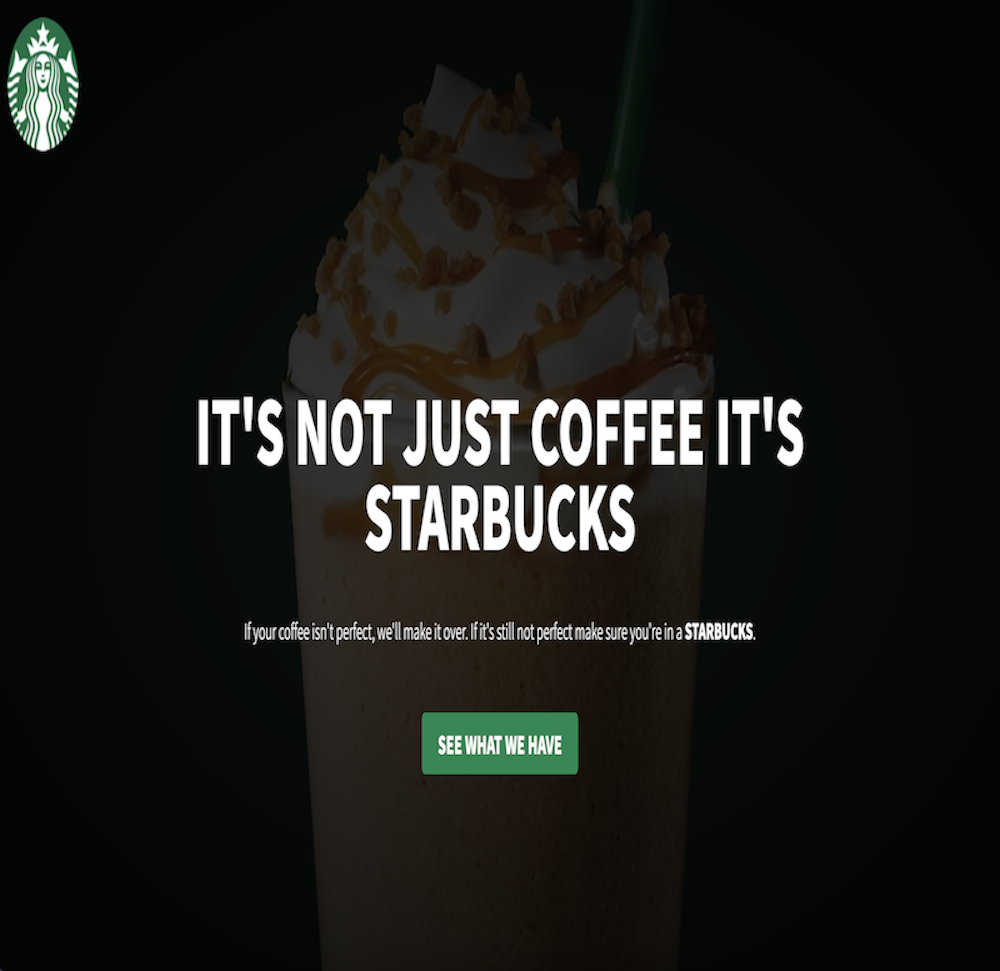 IT'S NOT JUST COFFEE IT'S
STARBUCKS
If your coffee isn't perfect, we'll make it over. If it's still not perfect make sure you're in a STARBUCKS.
SEE WHAT WE HAVE